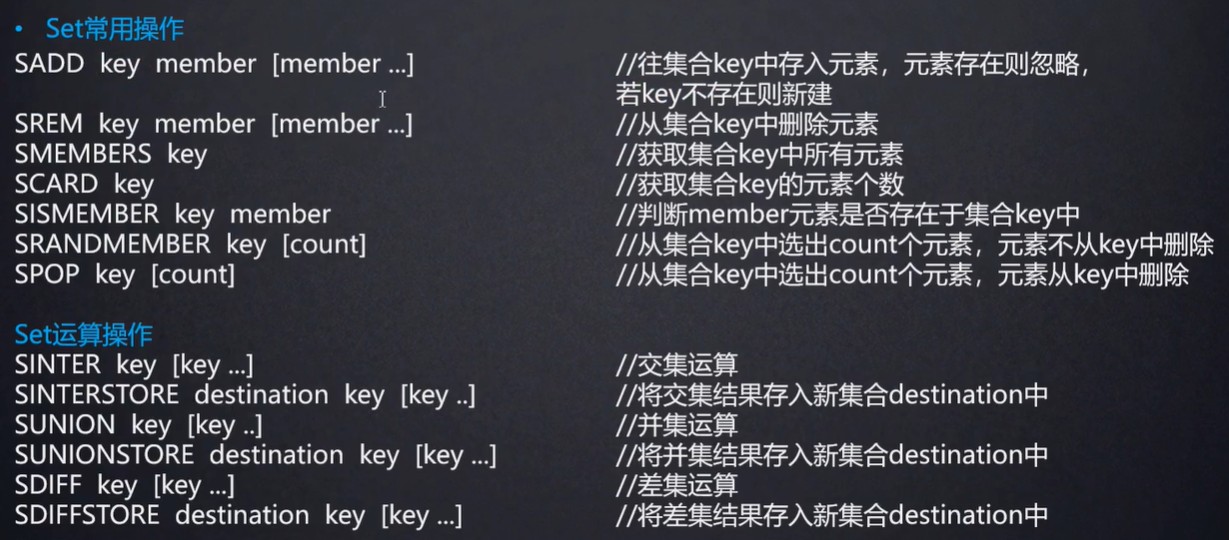 • Set常用操作
SADD key member [member ...] //往集合key中存入元素，元素存在则忽略，
若key不存在则新建
SREM key member [member ...] //从集合key中删除元素
SMEMBERS key //获取集合key中所有元素
SCARD key //获取集合key的元素个数
SISMEMBER key member //判断member元素是否存在于集合key中
SRANDMEMBER key [count] //从集合key中选出count个元素，元素不从key中删除
SPOP key [count] //从集合key中选出count个元素，元素从key中删除
Set运算操作
SINTER key [key ...] //交集运算
SINTERSTORE destination key [key ..] //将交集结果存入新集合destination中
SUNION key [key ..] //并集运算
SUNIONSTORE destination key [key ...] //将并集结果存入新集合destination中
SDIFF key [key ...] //差集运算
SDIFFSTORE destination key [key ...] //将差集结果存入新集合destination中